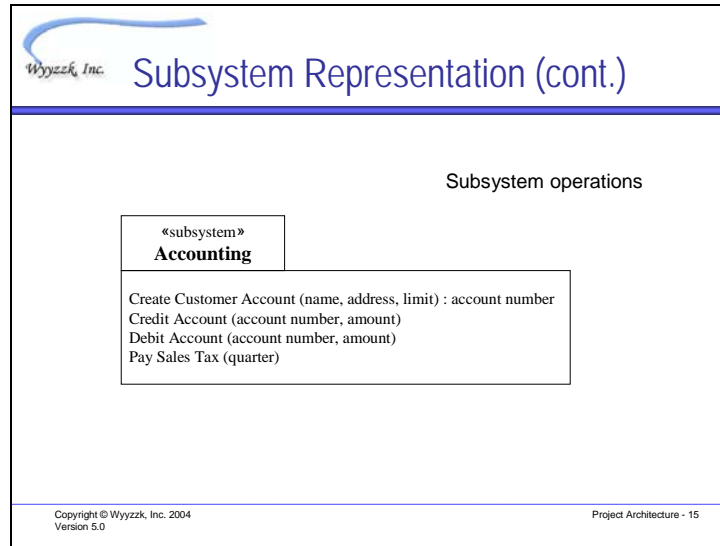 Wyyzzk, Inc.
Subsystem Representation (cont.)
Subsystem operations
«subsystem»
Accounting
Create Customer Account (name, address, limit) : account number
Credit Account (account number, amount)
Debit Account (account number, amount)
Pay Sales Tax (quarter)
Copyright © Wyyzzk, Inc. 2004
Version 5.0
Project Architecture - 15